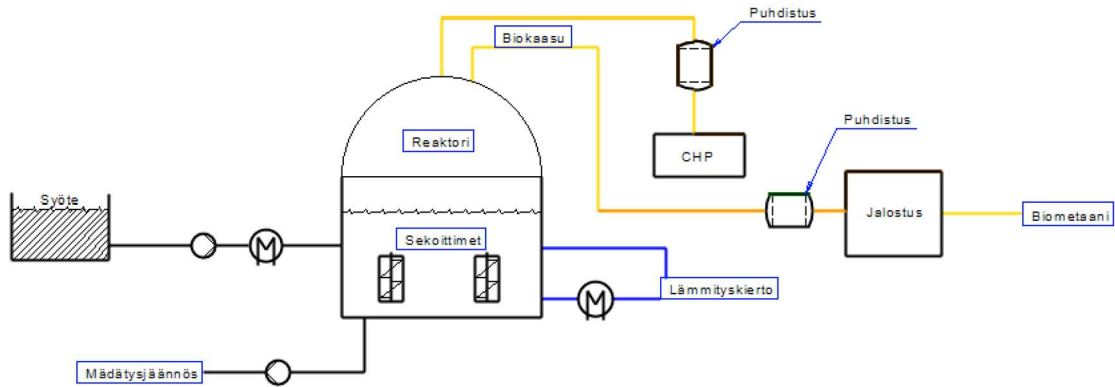 Puhdistus
Biokaasu
Puhdistus
Reaktori
CHP
Syöte
Jalostus
Biometaani
Sekoittimet
Lämmityskierto
Mädätysjäännös